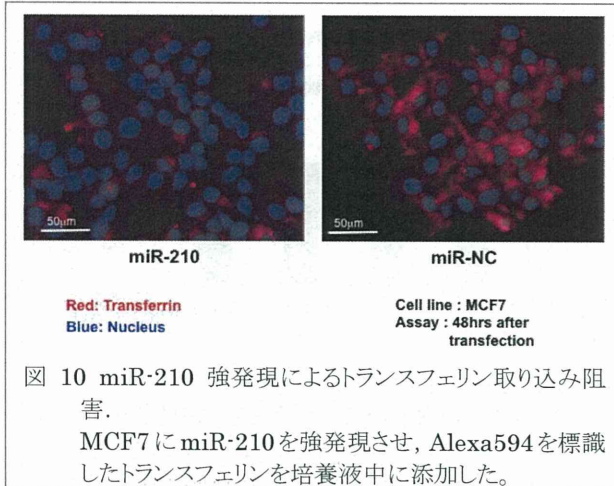 50μm
50μm
miR-210
miR-NC
Red: Transferrin
Blue: Nucleus
Cell line : MCF7
Assay : 48hrs after
transfection
図 10 miR-210 強発現によるトランスフェリン取り込み阻
害.
MCF7にmiR-210を強発現させ, Alexa594を標識
したトランスフェリンを培養液中に添加した。